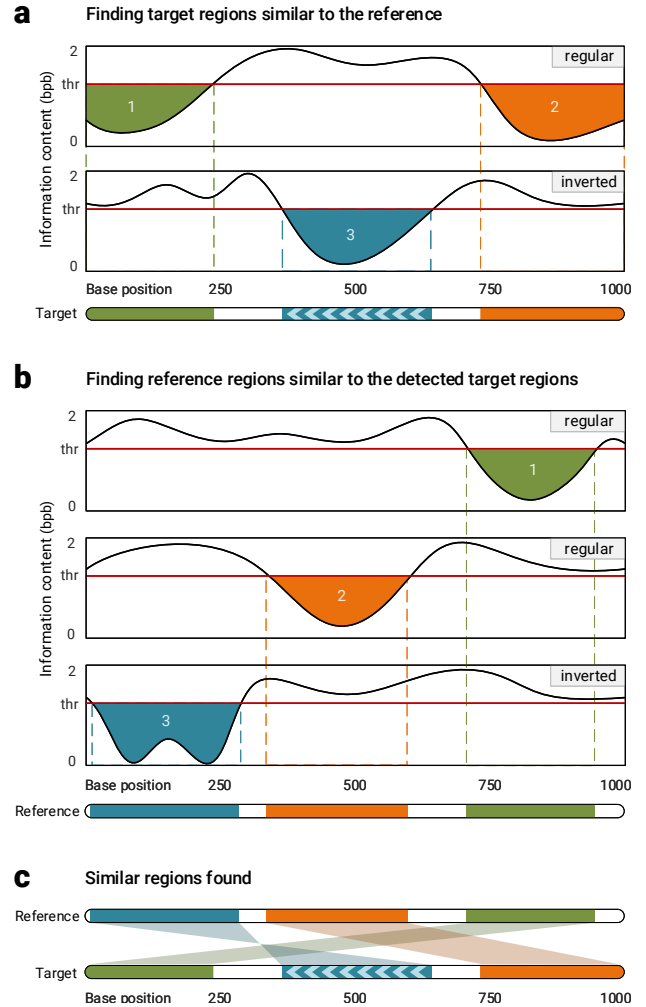 a
Finding target regions similar to the reference
Information content (bpb)
2
thr
0
regular
1
2
2
thr
0
inverted
3
Base position 250 500 750 1000
Target
b
Finding reference regions similar to the detected target regions
Information content (bpb)
2
thr
0
regular
1
2
thr
0
regular
2
2
thr
0
inverted
3
Base position 250 500 750 1000
Reference
c
Similar regions found
Reference
Target
Base position 250 500 750 1000